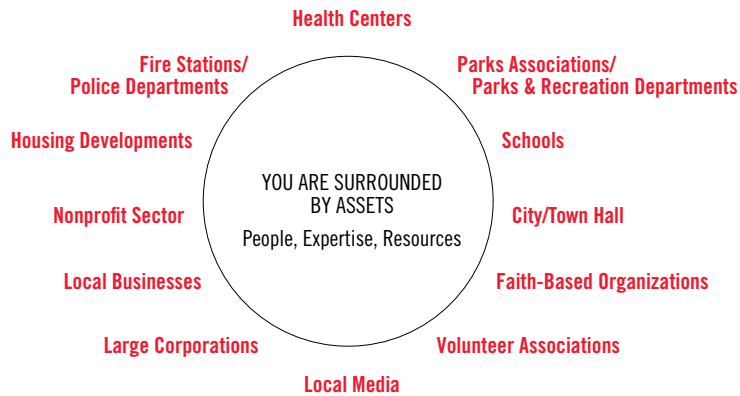 Health Centers
Fire Stations/
Police Departments
Parks Associations/
Parks & Recreation Departments
Housing Developments
Schools
YOU ARE SURROUNDED
BY ASSETS
People, Expertise, Resources
Nonprofit Sector
City/Town Hall
Local Businesses
Faith-Based Organizations
Large Corporations
Volunteer Associations
Local Media